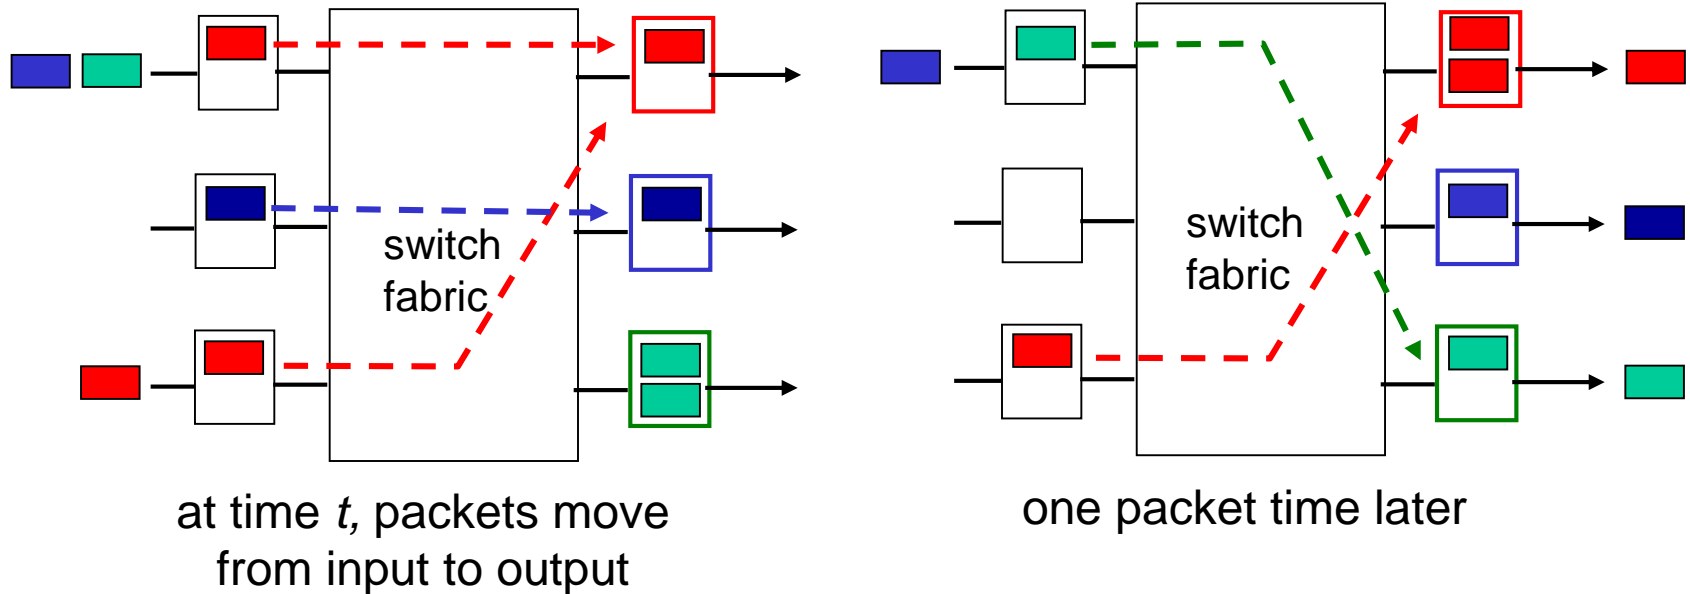 switch
fabric
at time t, packets move
from input to output
switch
fabric
one packet time later